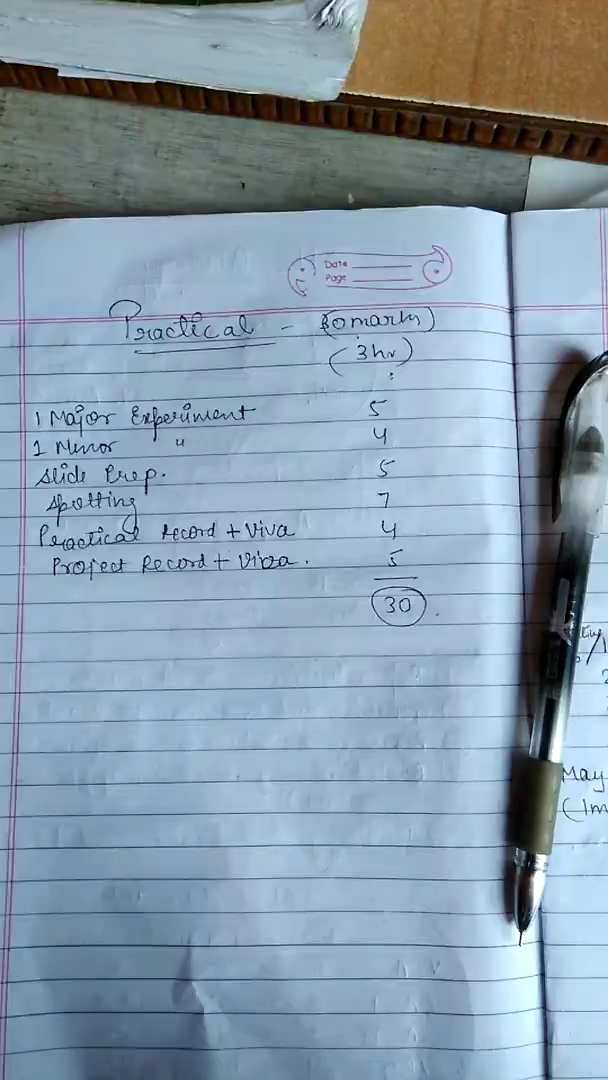 Date
Page
Practical - (30 marks)
(3 hr)
1 Major Experiment 5
1 Minor " 4
Slide Prep. 5
Spotting 7
Practical record + Viva 4
Project Record + Viva. 5
30
May